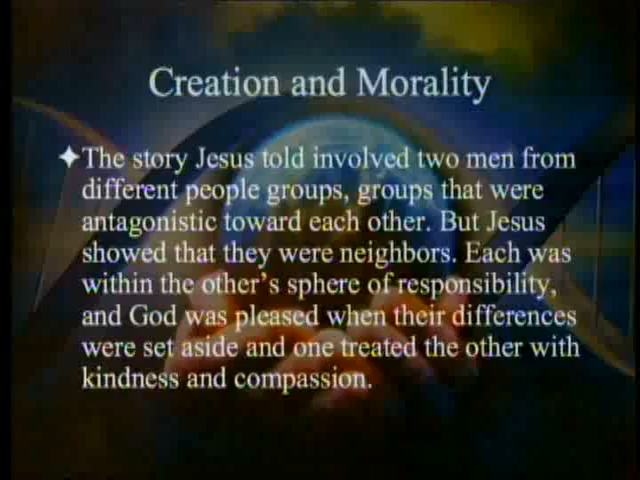 Creation and Morality
✦The story Jesus told involved two men from
different people groups, groups that were
antagonistic toward each other. But Jesus
showed that they were neighbors. Each was
within the other's sphere of responsibility,
and God was pleased when their differences
were set aside and one treated the other with
kindness and compassion.